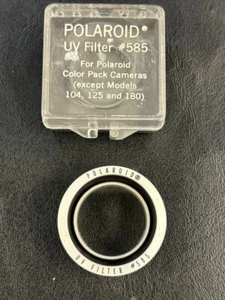 POLAROID®
UV Filter #585
For Polaroid
Color Pack Cameras
(except Models
104, 125 and 180)
POLAROID®
UV FILTER #585